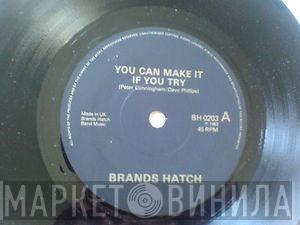 YOU CAN MAKE IT
IF YOU TRY
(Peter Cunningham/Dave Phillips)
Made in UK
Brands Hatch
Band Music
BH 0203 A
℗ 1983
45 RPM
BRANDS HATCH
МАРКЕТ ВИНИЛА